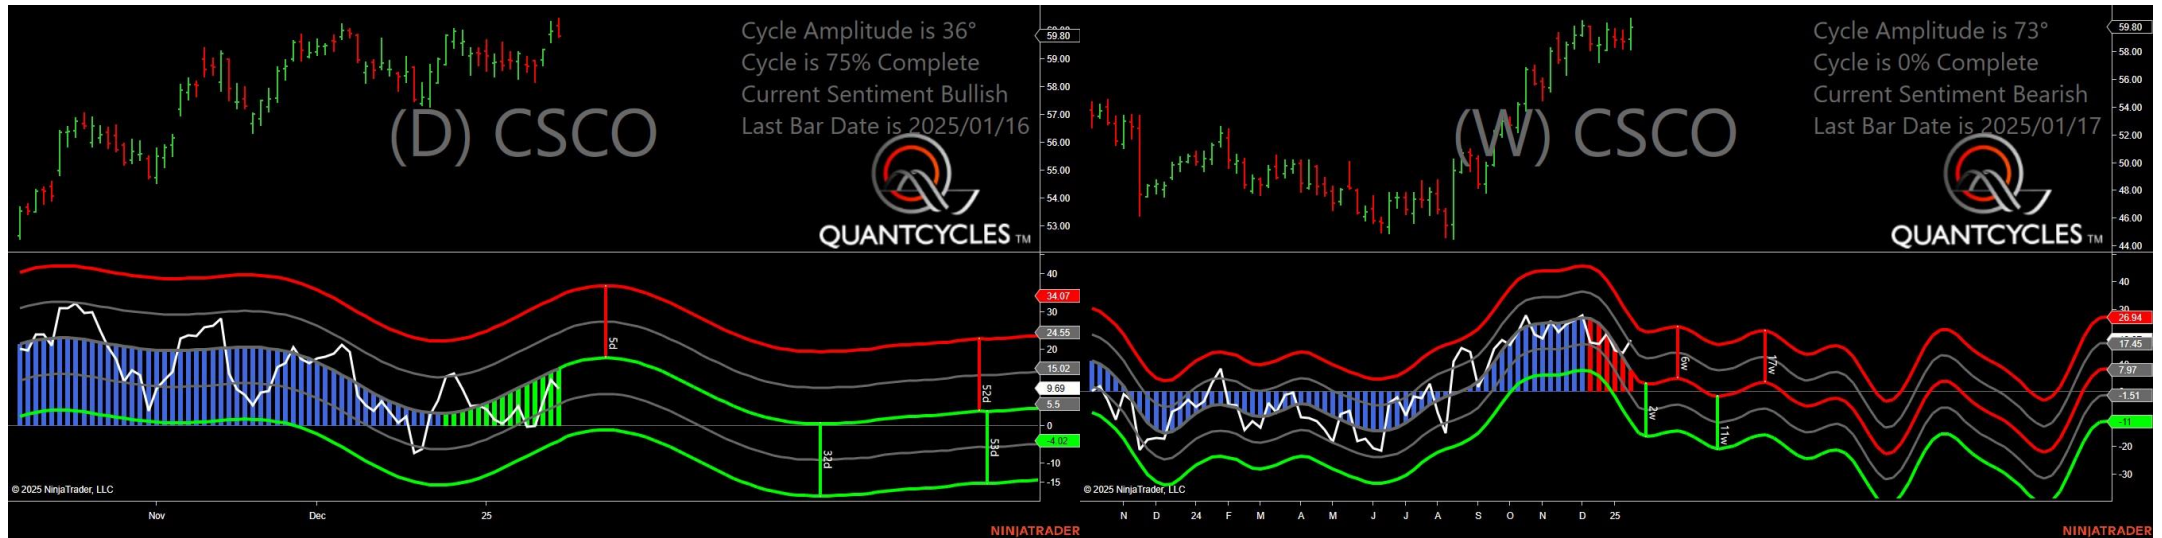 Cycle Amplitude is 36°
Cycle is 75% Complete
Current Sentiment Bullish
Last Bar Date is 2025/01/16
(D) CSCO
QUANTCYCLES TM
59.80
59.00
58.00
57.00
56.00
55.00
54.00
53.00
40
34.07
30
24.55
20
15.02
9.69
5.5
0
-4.02
-10
-15
5d
32d
52d
53d
© 2025 NinjaTrader, LLC
Nov
Dec
25
NINJATRADER
Cycle Amplitude is 73°
Cycle is 0% Complete
Current Sentiment Bearish
Last Bar Date is 2025/01/17
(W) CSCO
QUANTCYCLES TM
59.80
58.00
56.00
54.00
52.00
50.00
48.00
46.00
44.00
40
26.94
17.45
7.97
-1.51
-11
-20
-30
2w
6w
11w
17w
© 2025 NinjaTrader, LLC
N D 24 F M A M J J A S O N D 25
NINJATRADER